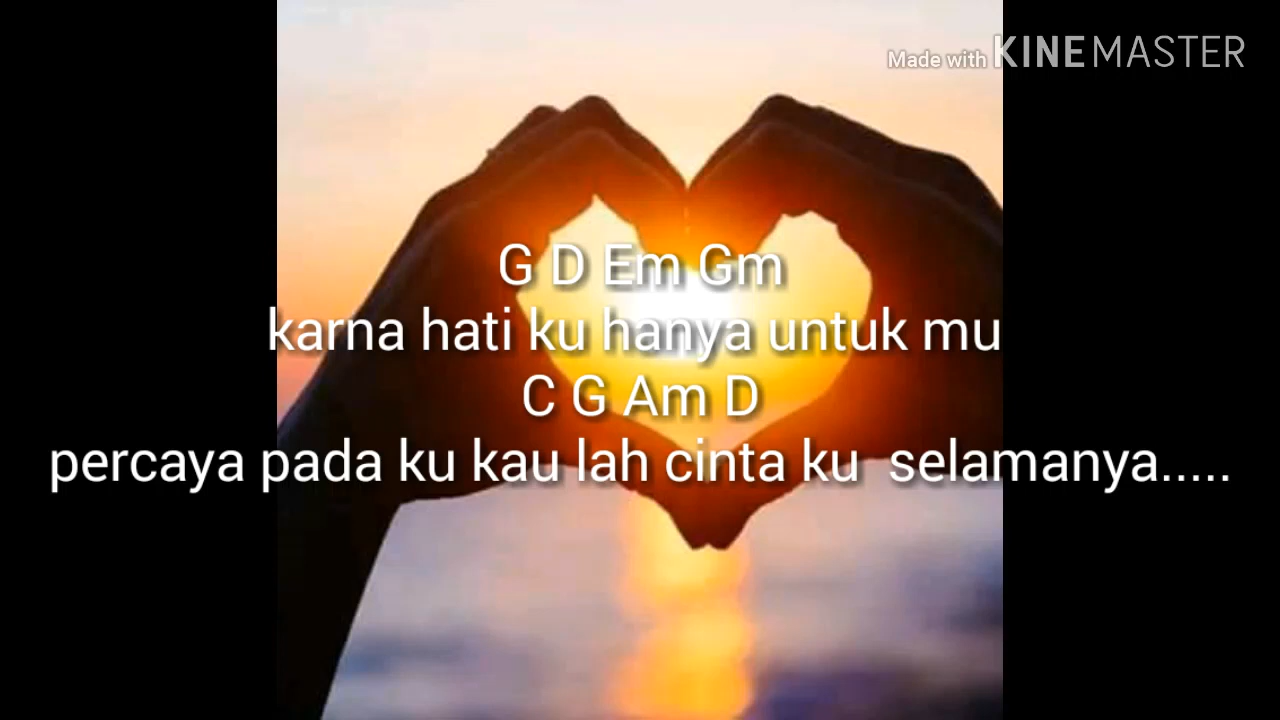 Made with KINEMASTER
G D Em Gm
karna hati ku hanya untuk mu
C G Am D
percaya pada ku kau lah cinta ku  selamanya.....